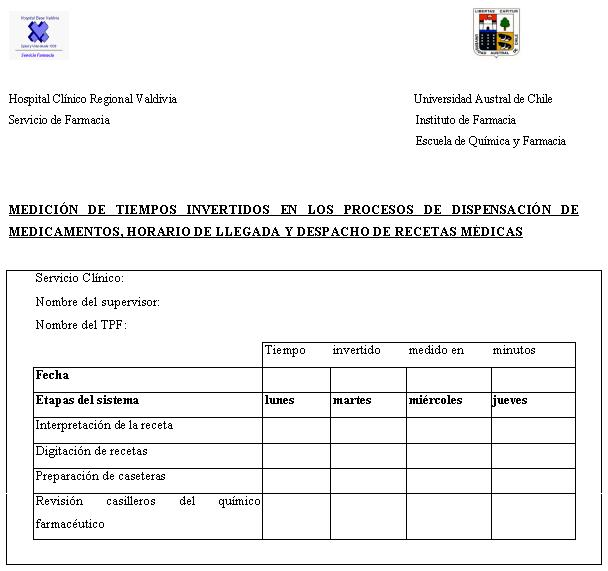 Hospital Base Valdivia
Servicio Farmacia
LIBERTAS CAPITUR
Hospital Clínico Regional Valdivia
Universidad Austral de Chile
Servicio de Farmacia
Instituto de Farmacia
Escuela de Química y Farmacia
MEDICIÓN DE TIEMPOS INVERTIDOS EN LOS PROCESOS DE DISPENSACIÓN DE
MEDICAMENTOS, HORARIO DE LLEGADA Y DESPACHO DE RECETAS MÉDICAS
Servicio Clínico:
Nombre del supervisor:
Nombre del TPF:
Tiempo invertido medido en minutos
Fecha
Etapas del sistema lunes martes miércoles jueves
Interpretación de la receta
Digitación de recetas
Preparación de caseteras
Revisión casilleros del químico
farmacéutico